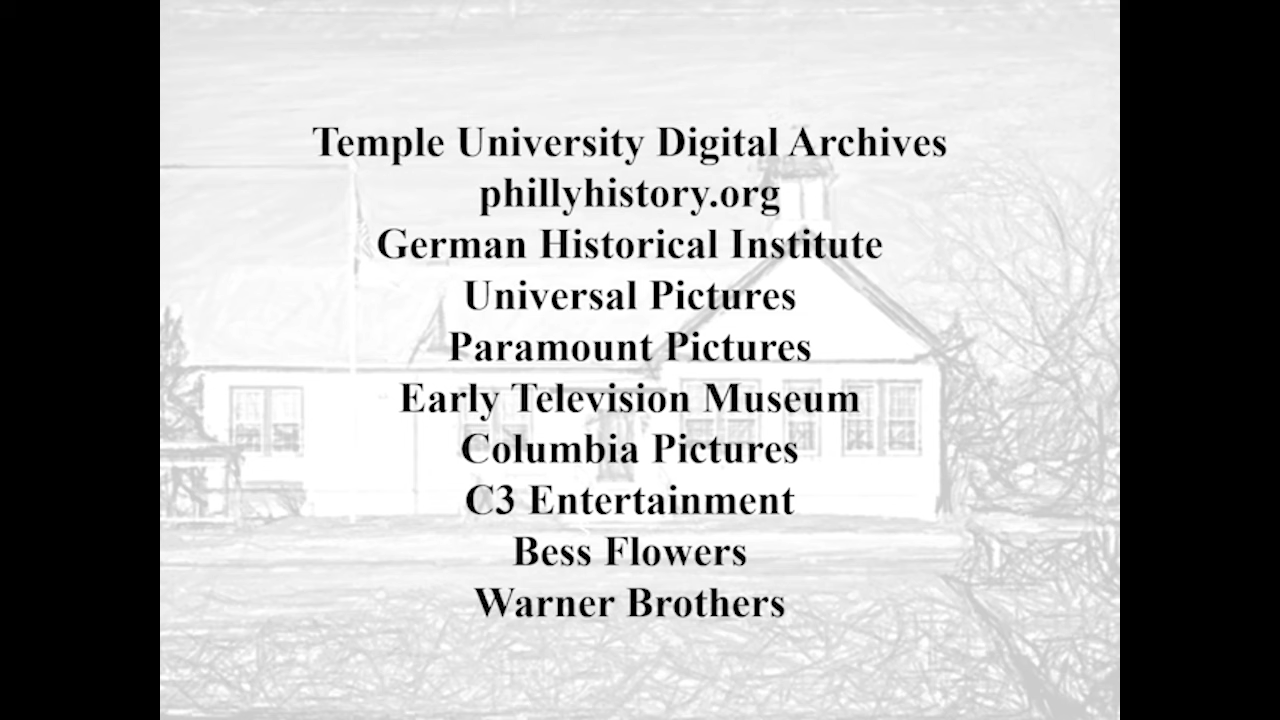 Temple University Digital Archives
phillyhistory.org
German Historical Institute
Universal Pictures
Paramount Pictures
Early Television Museum
Columbia Pictures
C3 Entertainment
Bess Flowers
Warner Brothers